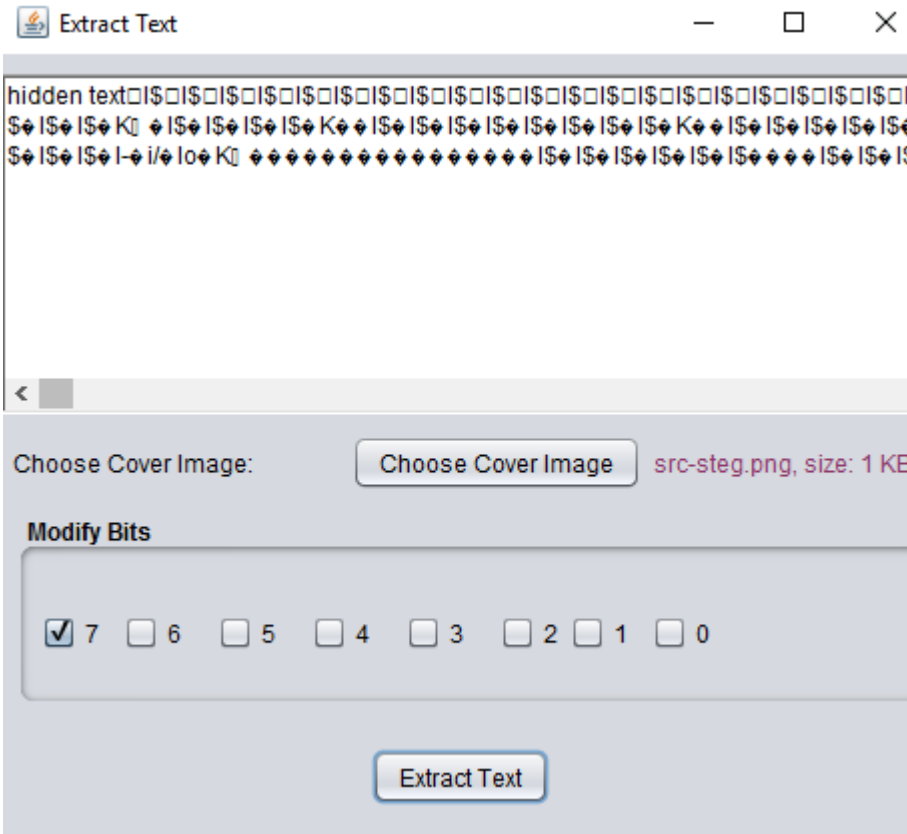 Extract Text
hidden text□I$□I$□I$□I$□I$□I$□I$□I$□I$□I$□I$□I$□I$□I$□I$□I$□I$□I$□I$□
$�I$�I$�K▯ �I$�I$�I$�I$�K��I$�I$�I$�I$�I$�I$�I$�I$�K��I$�I$�I$�I$
$�I$�I$�I-�i/�Io�K▯ �����������������I$�I$�I$�I$�I$�I$����I$�I$�I$
Choose Cover Image: Choose Cover Image src-steg.png, size: 1 KB
Modify Bits
7 6 5 4 3 2 1 0
Extract Text